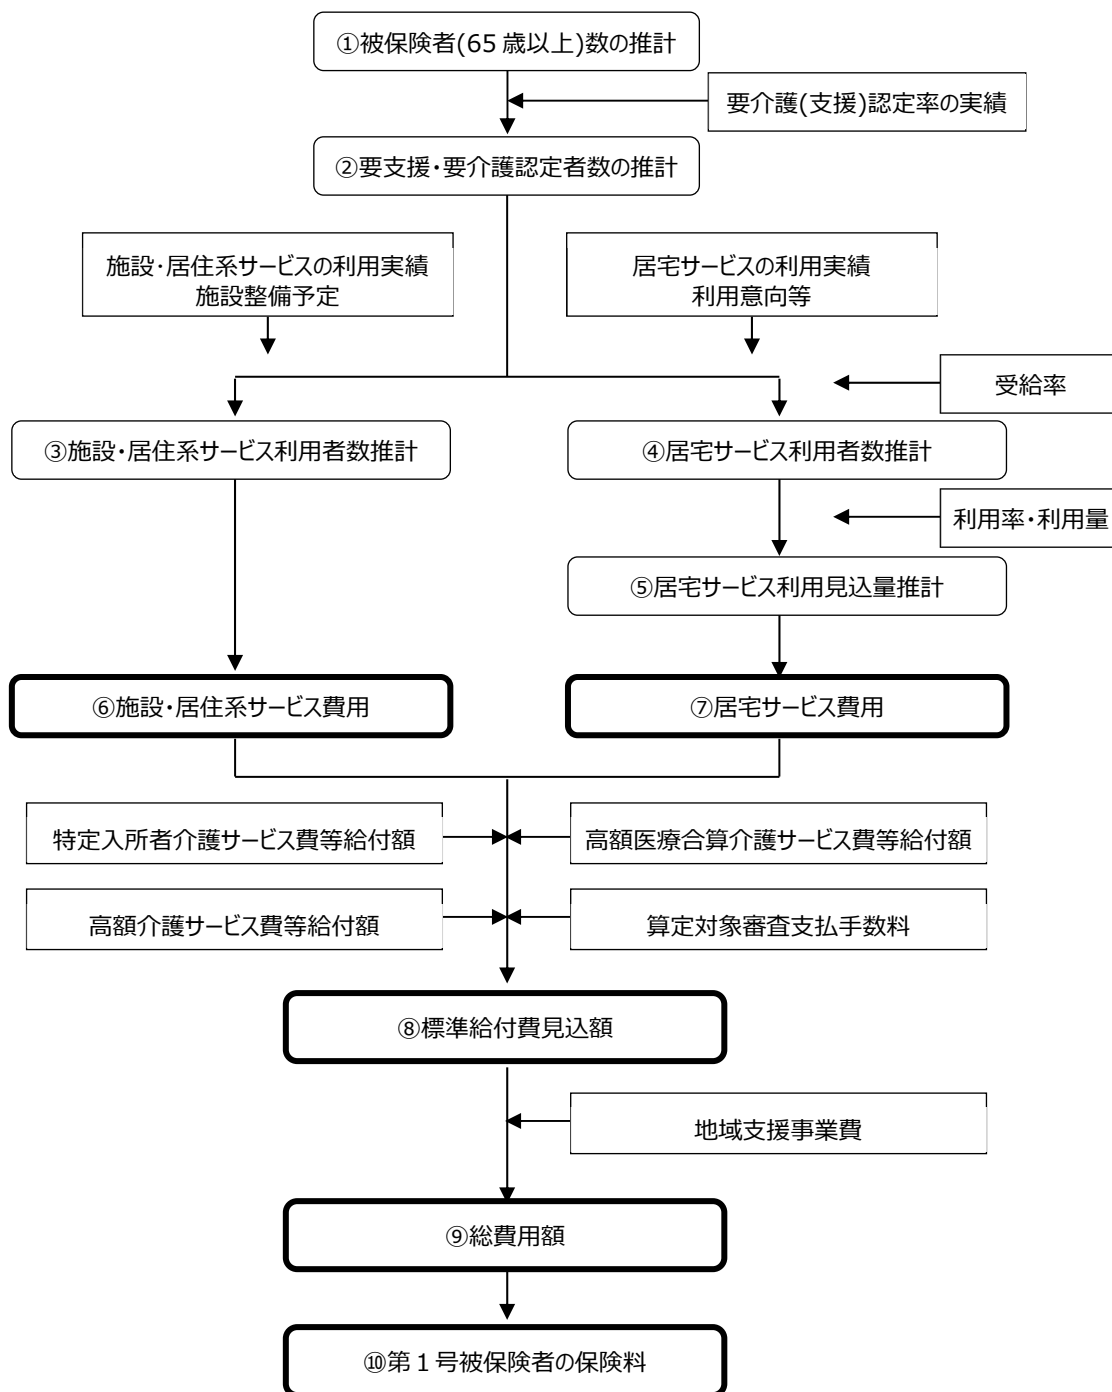 ①被保険者(65 歳以上)数の推計
要介護(支援)認定率の実績
②要支援・要介護認定者数の推計
施設・居住系サービスの利用実績
施設整備予定
居宅サービスの利用実績
利用意向等
受給率
③施設・居住系サービス利用者数推計
④居宅サービス利用者数推計
利用率・利用量
⑤居宅サービス利用見込量推計
⑥施設・居住系サービス費用
⑦居宅サービス費用
特定入所者介護サービス費等給付額
高額医療合算介護サービス費等給付額
高額介護サービス費等給付額
算定対象審査支払手数料
⑧標準給付費見込額
地域支援事業費
⑨総費用額
⑩第1号被保険者の保険料